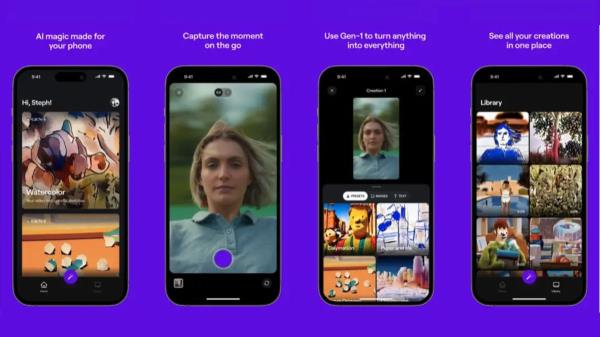 AI magic made for
your phone
Capture the moment
on the go
Use Gen-1 to turn anything
into everything
See all your creations
in one place
9:41
Hi, Steph!
Watercolor
Home
9:41
9:41
Creation 1
PRESETS
IMAGES
TEXT
Claymation
9:41
Library
Library